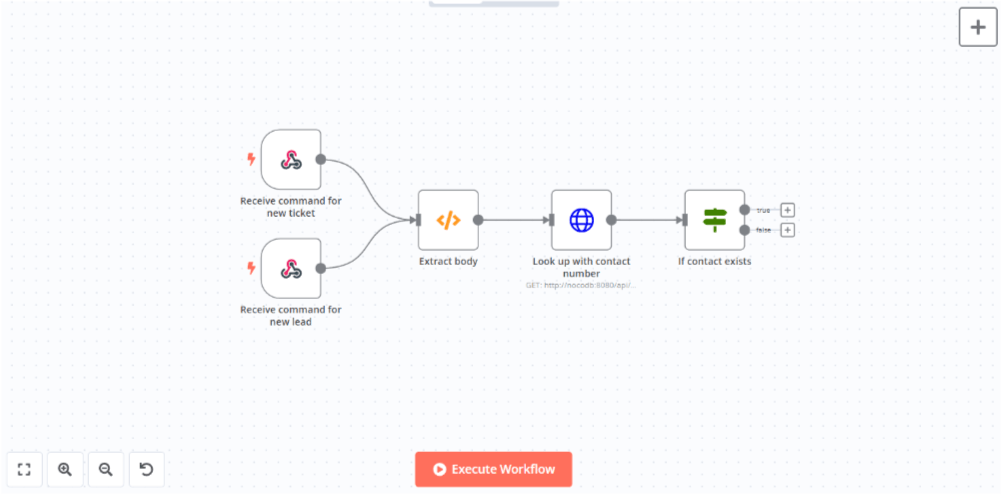 Receive command for
new ticket
Receive command for
new lead
Extract body
Look up with contact
number
GET: http://nocodb:8080/api/...
If contact exists
true
false
Execute Workflow